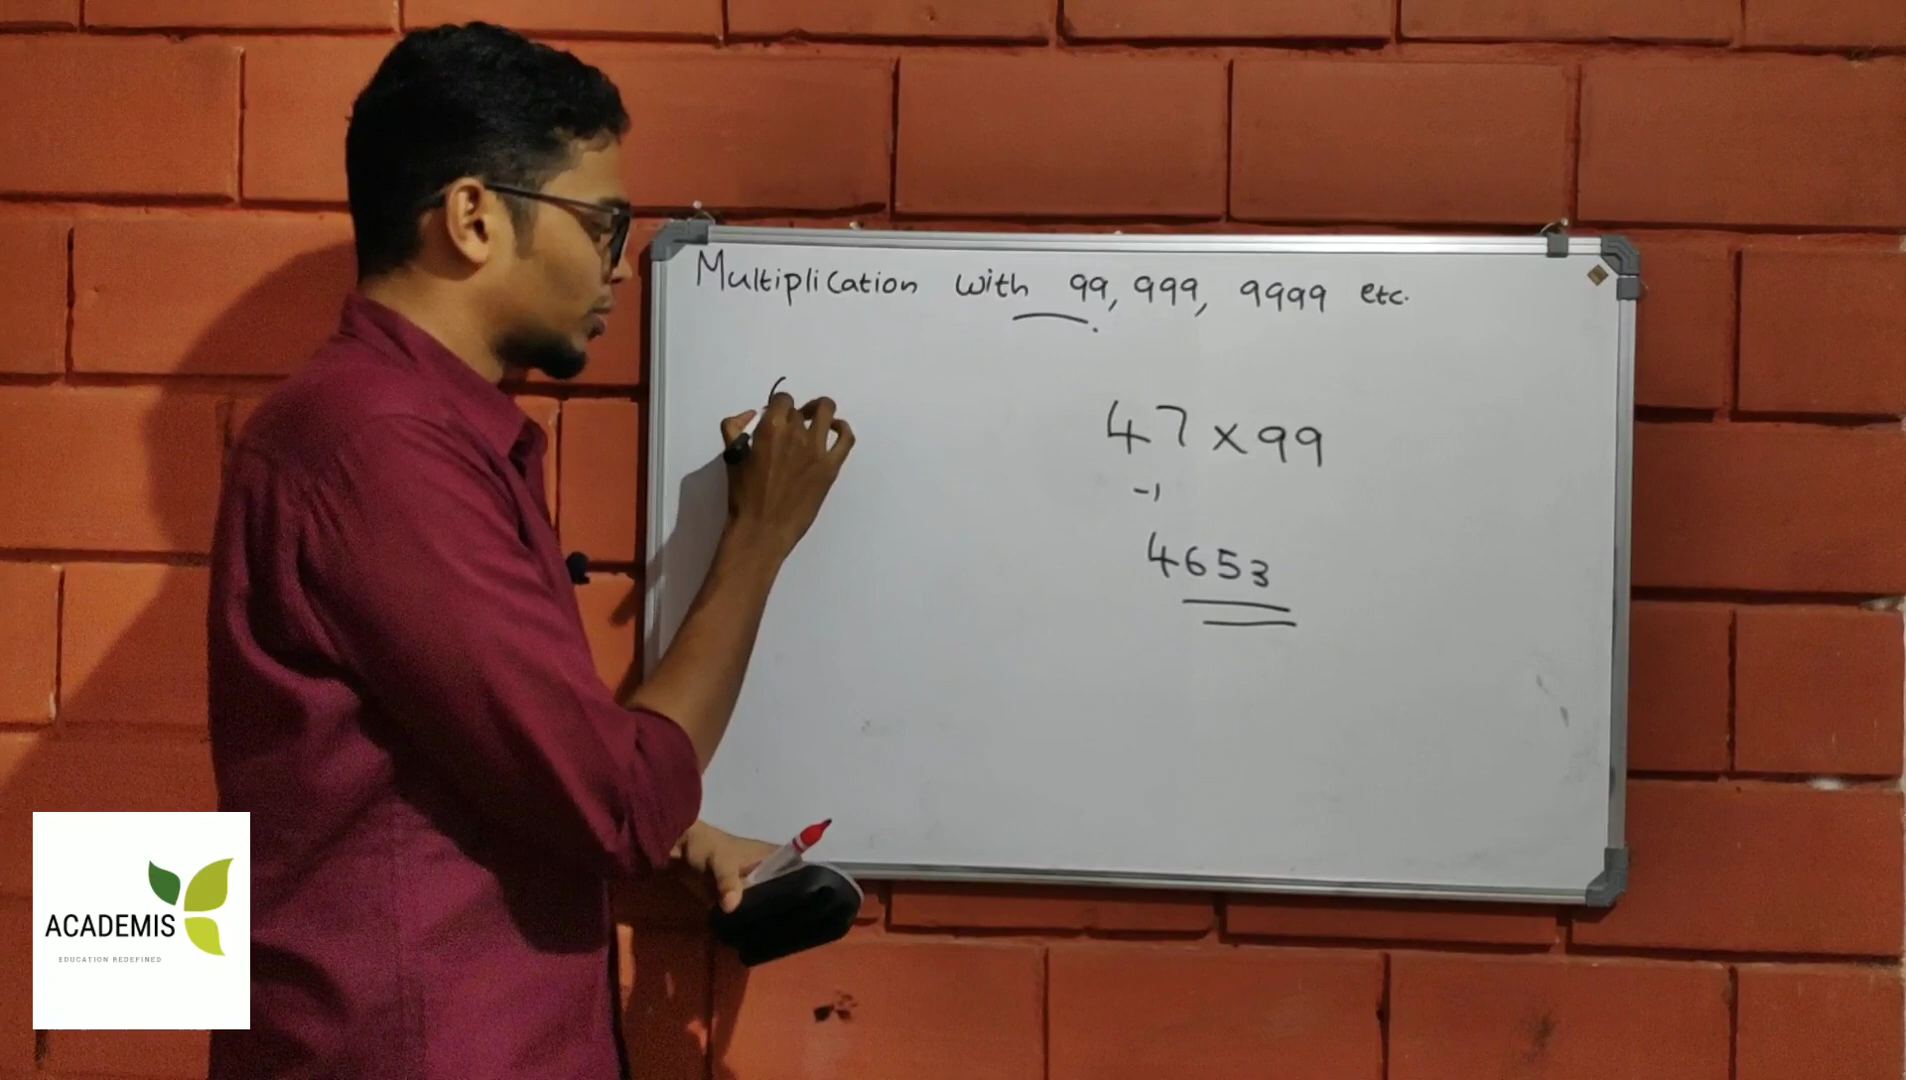 Multiplication with 99, 999, 9999 etc.
47 x 99
-1
4653
ACADEMIS
EDUCATION REDEFINED